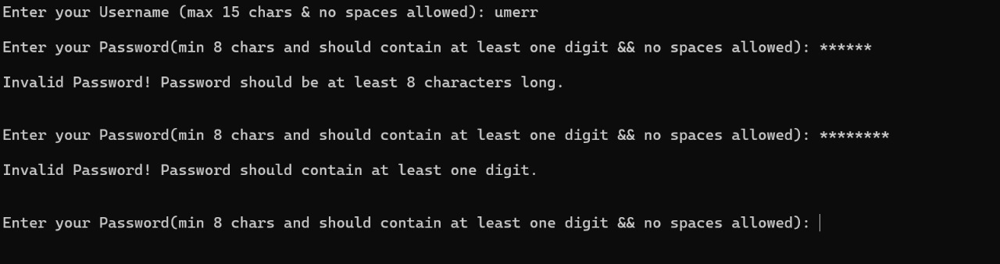 Enter your Username (max 15 chars & no spaces allowed): umerr
Enter your Password(min 8 chars and should contain at least one digit && no spaces allowed): ******
Invalid Password! Password should be at least 8 characters long.
Enter your Password(min 8 chars and should contain at least one digit && no spaces allowed): ********
Invalid Password! Password should contain at least one digit.
Enter your Password(min 8 chars and should contain at least one digit && no spaces allowed):